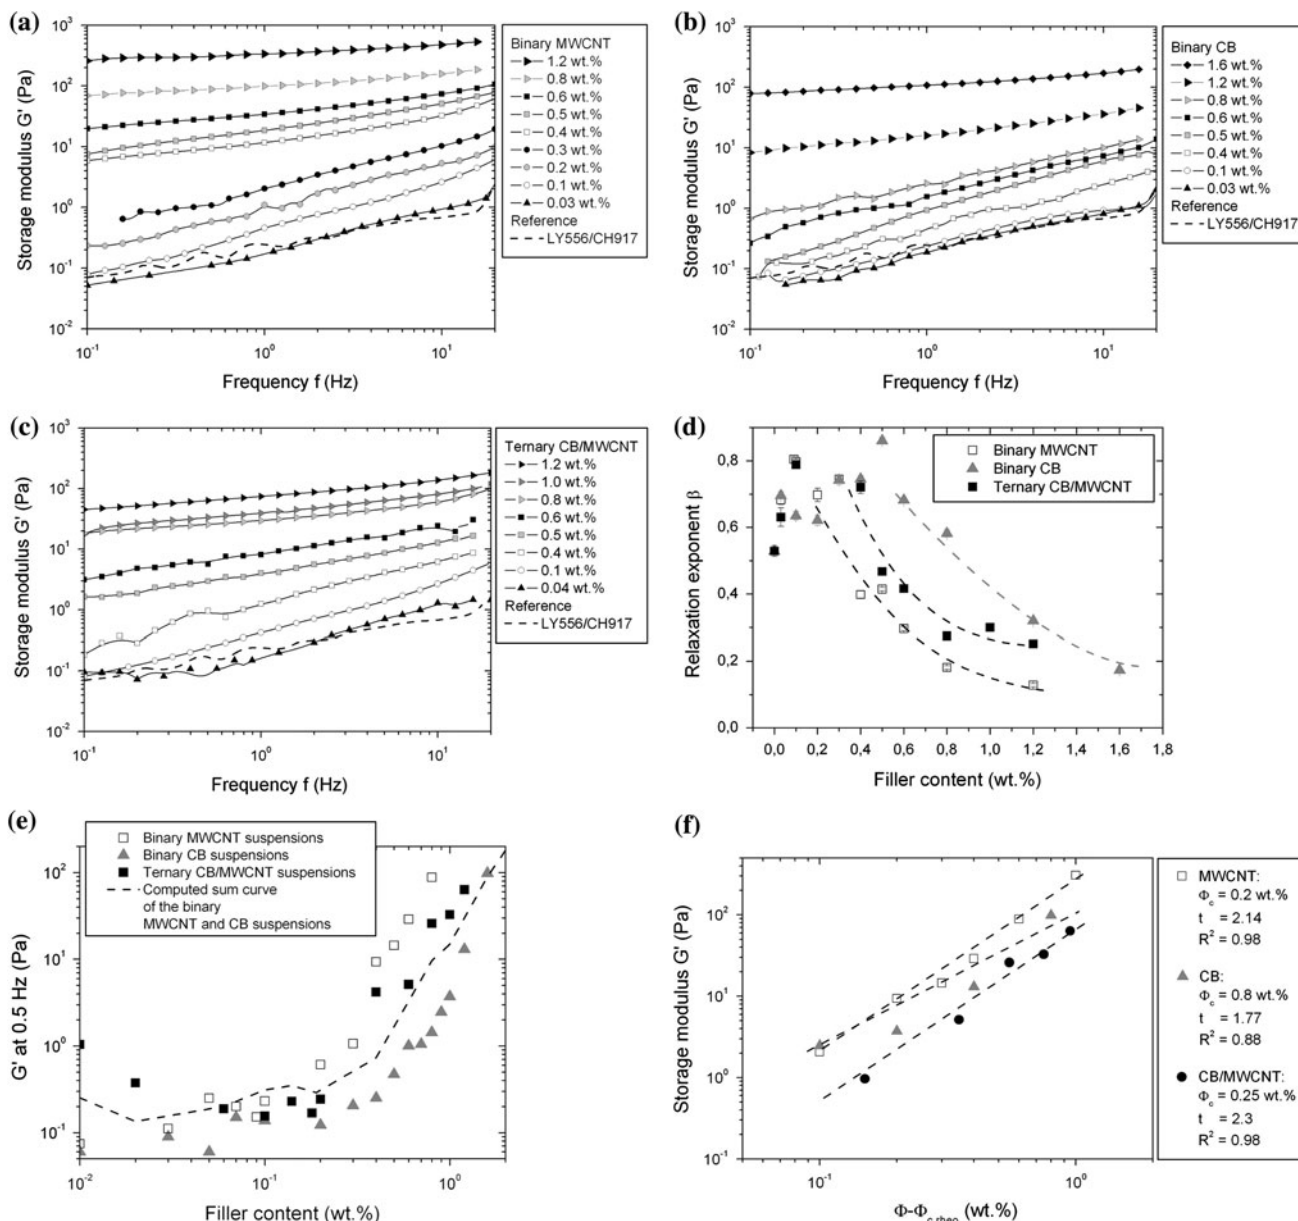 (a)
Storage modulus G' (Pa)
10³
10²
10¹
10⁰
10⁻¹
10⁻²
10⁻¹
10⁰
10¹
Frequency f (Hz)
Binary MWCNT
1.2 wt.%
0.8 wt.%
0.6 wt.%
0.5 wt.%
0.4 wt.%
0.3 wt.%
0.2 wt.%
0.1 wt.%
0.03 wt.%
Reference
LY556/CH917
(b)
Storage modulus G' (Pa)
10³
10²
10¹
10⁰
10⁻¹
10⁻²
10⁻¹
10⁰
10¹
Frequency f (Hz)
Binary CB
1.6 wt.%
1.2 wt.%
0.8 wt.%
0.6 wt.%
0.5 wt.%
0.4 wt.%
0.1 wt.%
0.03 wt.%
Reference
LY556/CH917
(c)
Storage modulus G' (Pa)
10³
10²
10¹
10⁰
10⁻¹
10⁻²
10⁻¹
10⁰
10¹
Frequency f (Hz)
Ternary CB/MWCNT
1.2 wt.%
1.0 wt.%
0.8 wt.%
0.6 wt.%
0.5 wt.%
0.4 wt.%
0.1 wt.%
0.04 wt.%
Reference
LY556/CH917
(d)
Relaxation exponent β
0,8
0,6
0,4
0,2
0,0
0,0 0,2 0,4 0,6 0,8 1,0 1,2 1,4 1,6 1,8
Filler content (wt.%)
Binary MWCNT
Binary CB
Ternary CB/MWCNT
(e)
G' at 0.5 Hz (Pa)
10²
10¹
10⁰
10⁻¹
10⁻²
10⁻¹
10⁰
Filler content (wt.%)
Binary MWCNT suspensions
Binary CB suspensions
Ternary CB/MWCNT suspensions
Computed sum curve
of the binary
MWCNT and CB suspensions
(f)
Storage modulus G' (Pa)
10²
10¹
10⁰
10⁻¹
10⁻¹
10⁰
Φ-Φc,rheo (wt.%)
MWCNT:
Φc = 0.2 wt.%
t = 2.14
R² = 0.98
CB:
Φc = 0.8 wt.%
t = 1.77
R² = 0.88
CB/MWCNT:
Φc = 0.25 wt.%
t = 2.3
R² = 0.98